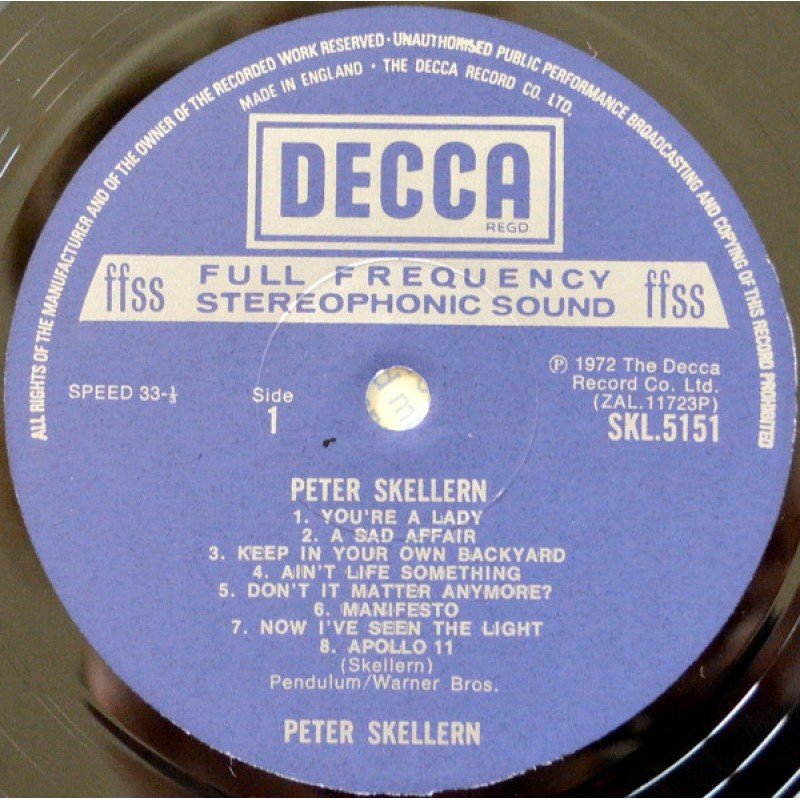 ALL RIGHTS OF THE MANUFACTURER AND OF THE OWNER OF THE RECORDED WORK RESERVED · UNAUTHORISED PUBLIC PERFORMANCE BROADCASTING AND COPYING OF THIS RECORD PROHIBITED
MADE IN ENGLAND · THE DECCA RECORD CO. LTD.
DECCA
REGD
ffss FULL FREQUENCY ffss
STEREOPHONIC SOUND
SPEED 33-⅓
Side
1
℗ 1972 The Decca
Record Co. Ltd.
(ZAL.11723P)
SKL.5151
PETER SKELLERN
1. YOU'RE A LADY
2. A SAD AFFAIR
3. KEEP IN YOUR OWN BACKYARD
4. AIN'T LIFE SOMETHING
5. DON'T IT MATTER ANYMORE?
6. MANIFESTO
7. NOW I'VE SEEN THE LIGHT
8. APOLLO 11
(Skellern)
Pendulum/Warner Bros.
PETER SKELLERN